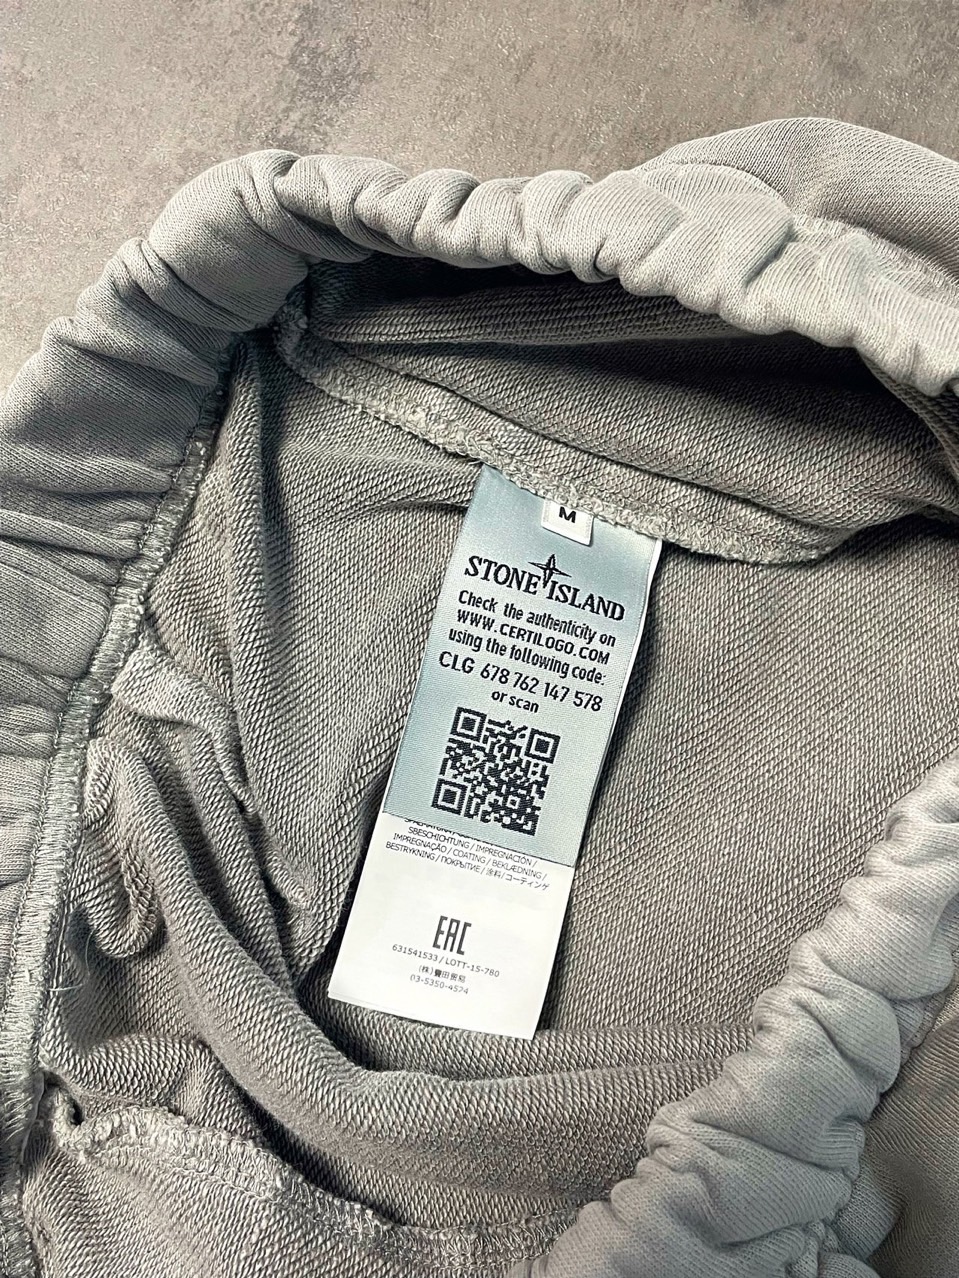 M
STONE ISLAND
Check the authenticity on
WWW.CERTILOGO.COM
using the following code:
CLG 678 762 147 578
or scan
SBESCHICHTUNG / IMPREGNACIÓN /
IMPREGNAÇÃO / COATING / BEKLÆDNING /
BESTRYKNING / ПОКРЫТИЕ / 涂料/コーティング
EAC
631541533 / LOTT-15-780
(株)豊田貿易
03-5350-4574